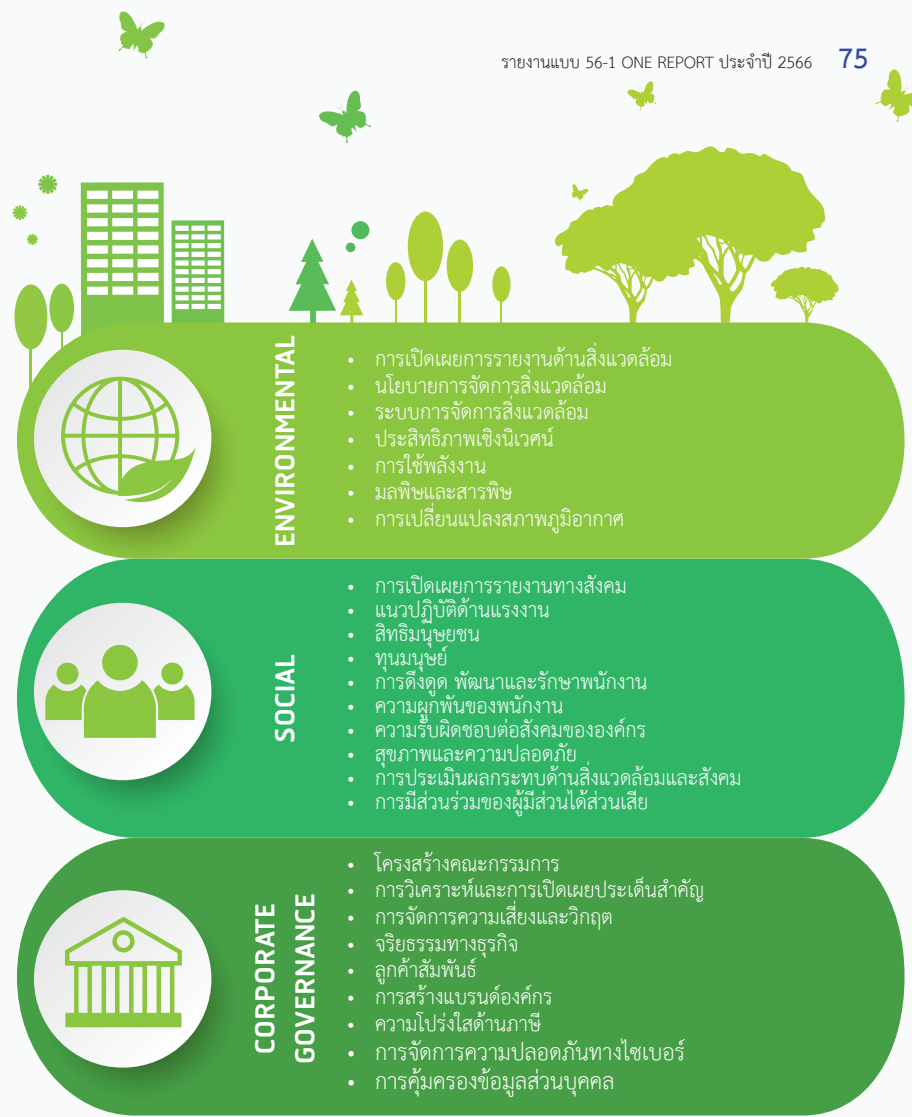 รายงานแบบ 56-1 ONE REPORT ประจำปี 2566 75
ENVIRONMENTAL
• การเปิดเผยการรายงานด้านสิ่งแวดล้อม
• นโยบายการจัดการสิ่งแวดล้อม
• ระบบการจัดการสิ่งแวดล้อม
• ประสิทธิภาพเชิงนิเวศน์
• การใช้พลังงาน
• มลพิษและสารพิษ
• การเปลี่ยนแปลงสภาพภูมิอากาศ
SOCIAL
• การเปิดเผยการรายงานทางสังคม
• แนวปฏิบัติด้านแรงงาน
• สิทธิมนุษยชน
• ทุนมนุษย์
• การดึงดูด พัฒนาและรักษาพนักงาน
• ความผูกพันของพนักงาน
• ความรับผิดชอบต่อสังคมขององค์กร
• สุขภาพและความปลอดภัย
• การประเมินผลกระทบด้านสิ่งแวดล้อมและสังคม
• การมีส่วนร่วมของผู้มีส่วนได้ส่วนเสีย
CORPORATE
GOVERNANCE
• โครงสร้างคณะกรรมการ
• การวิเคราะห์และการเปิดเผยประเด็นสำคัญ
• การจัดการความเสี่ยงและวิกฤต
• จริยธรรมทางธุรกิจ
• ลูกค้าสัมพันธ์
• การสร้างแบรนด์องค์กร
• ความโปร่งใสด้านภาษี
• การจัดการความปลอดภันทางไซเบอร์
• การคุ้มครองข้อมูลส่วนบุคคล